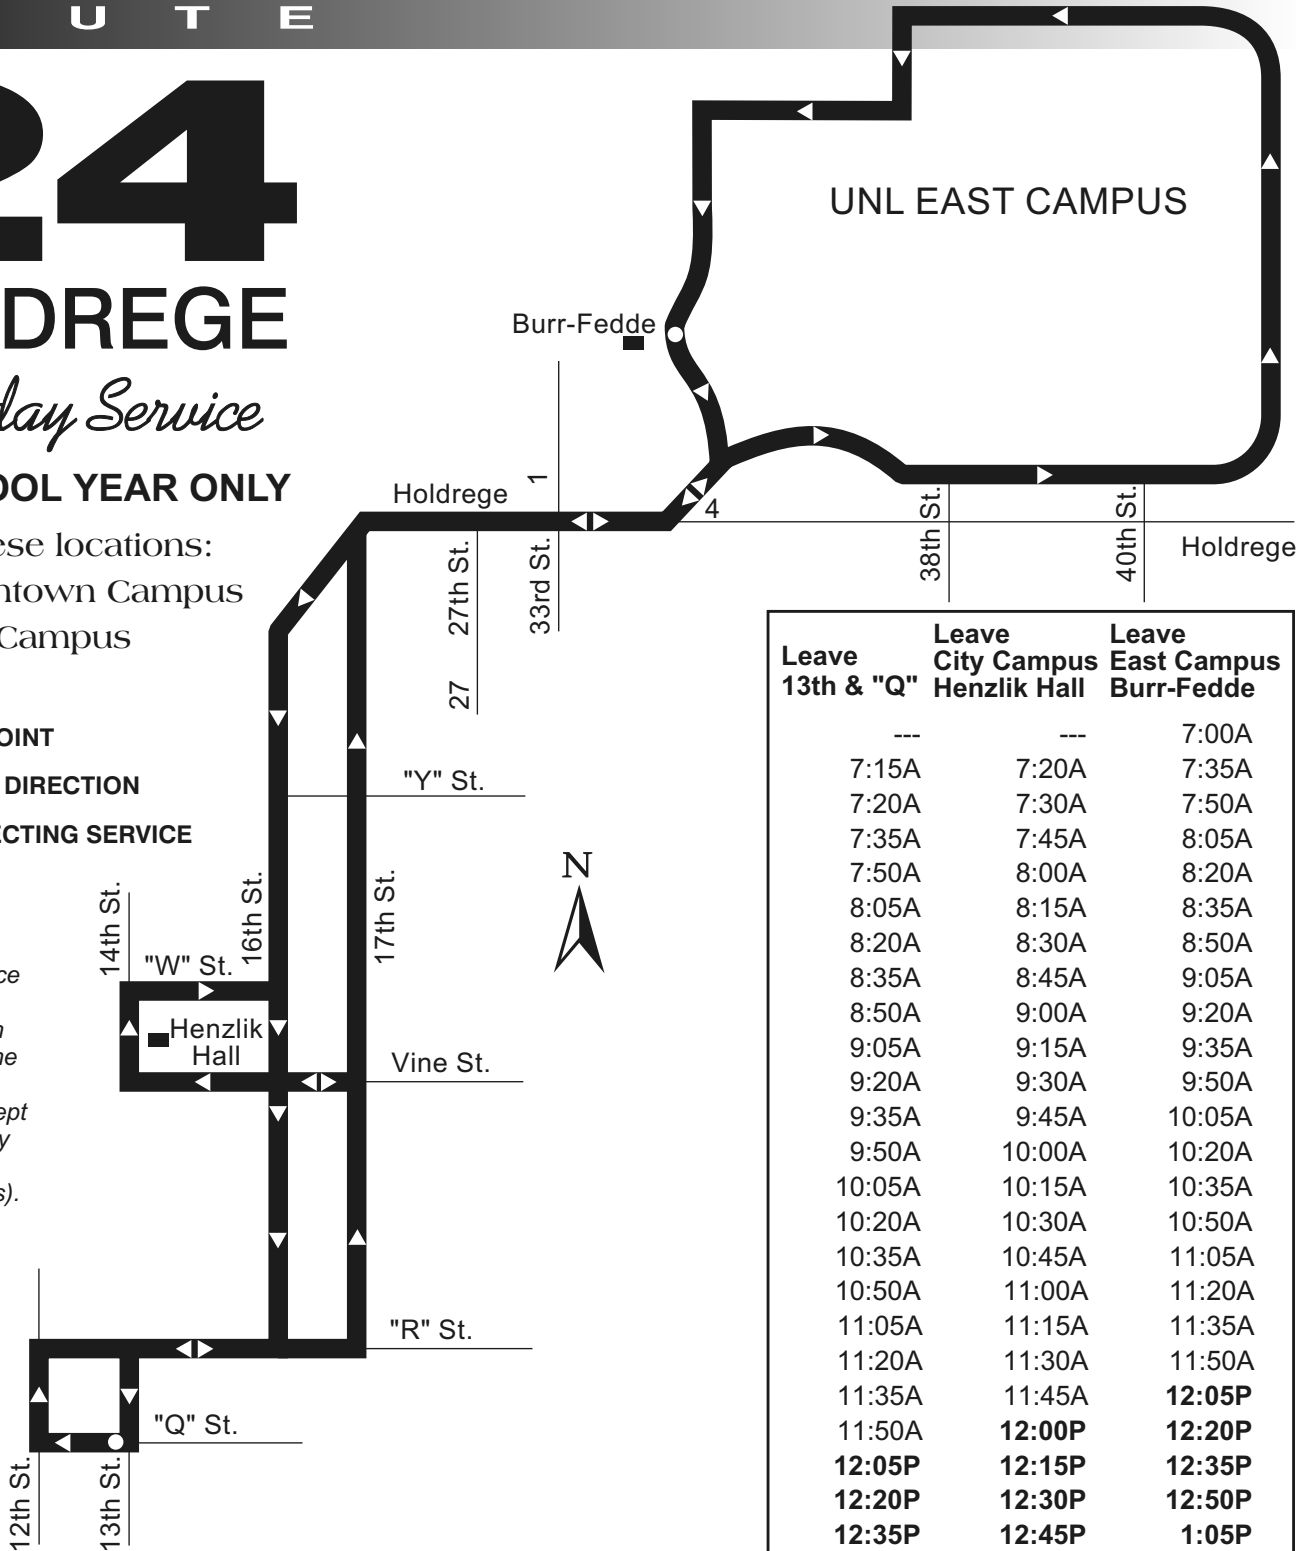 U T E
24
DREGE
day Service
OOL YEAR ONLY
ese locations:
ntown Campus
Campus
OINT
DIRECTION
ECTING SERVICE
ce
n
ne
ept
y
s).
UNL EAST CAMPUS
Burr-Fedde
Holdrege
1
4
27th St.
27
33rd St.
38th St.
40th St.
Holdrege
"Y" St.
N
14th St.
16th St.
17th St.
"W" St.
Henzlik
Hall
Vine St.
"R" St.
"Q" St.
12th St.
13th St.
Leave 13th & "Q" Leave City Campus Henzlik Hall Leave East Campus Burr-Fedde
--- --- 7:00A
7:15A 7:20A 7:35A
7:20A 7:30A 7:50A
7:35A 7:45A 8:05A
7:50A 8:00A 8:20A
8:05A 8:15A 8:35A
8:20A 8:30A 8:50A
8:35A 8:45A 9:05A
8:50A 9:00A 9:20A
9:05A 9:15A 9:35A
9:20A 9:30A 9:50A
9:35A 9:45A 10:05A
9:50A 10:00A 10:20A
10:05A 10:15A 10:35A
10:20A 10:30A 10:50A
10:35A 10:45A 11:05A
10:50A 11:00A 11:20A
11:05A 11:15A 11:35A
11:20A 11:30A 11:50A
11:35A 11:45A 12:05P
11:50A 12:00P 12:20P
12:05P 12:15P 12:35P
12:20P 12:30P 12:50P
12:35P 12:45P 1:05P